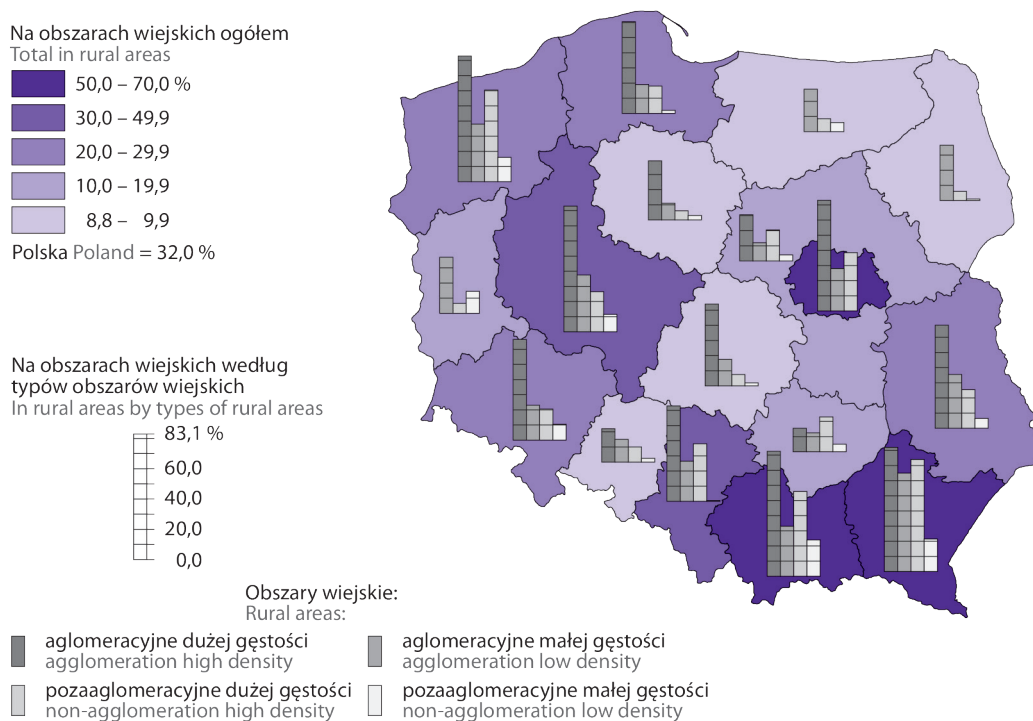 Na obszarach wiejskich ogółem
Total in rural areas
50,0 – 70,0 %
30,0 – 49,9
20,0 – 29,9
10,0 – 19,9
8,8 – 9,9
Polska Poland = 32,0 %
Na obszarach wiejskich według
typów obszarów wiejskich
In rural areas by types of rural areas
83,1 %
60,0
40,0
20,0
0,0
Obszary wiejskie:
Rural areas:
aglomeracyjne dużej gęstości
agglomeration high density
aglomeracyjne małej gęstości
agglomeration low density
pozaaglomeracyjne dużej gęstości
non-agglomeration high density
pozaaglomeracyjne małej gęstości
non-agglomeration low density